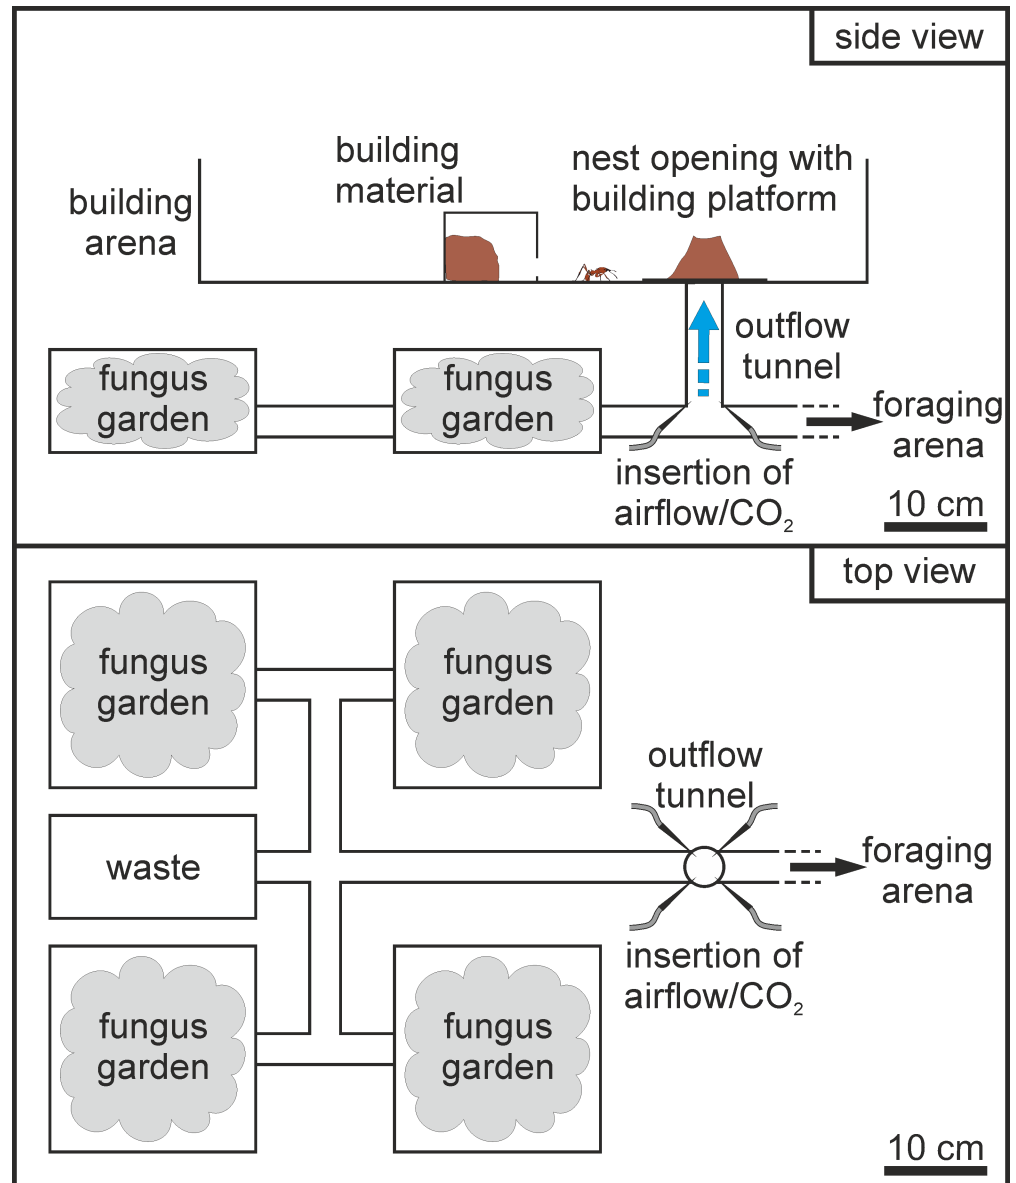 side view
building
material
nest opening with
building platform
building
arena
outflow
tunnel
fungus
garden
fungus
garden
foraging
arena
insertion of
airflow/CO₂
10 cm
top view
fungus
garden
fungus
garden
outflow
tunnel
waste
foraging
arena
insertion of
airflow/CO₂
fungus
garden
fungus
garden
10 cm